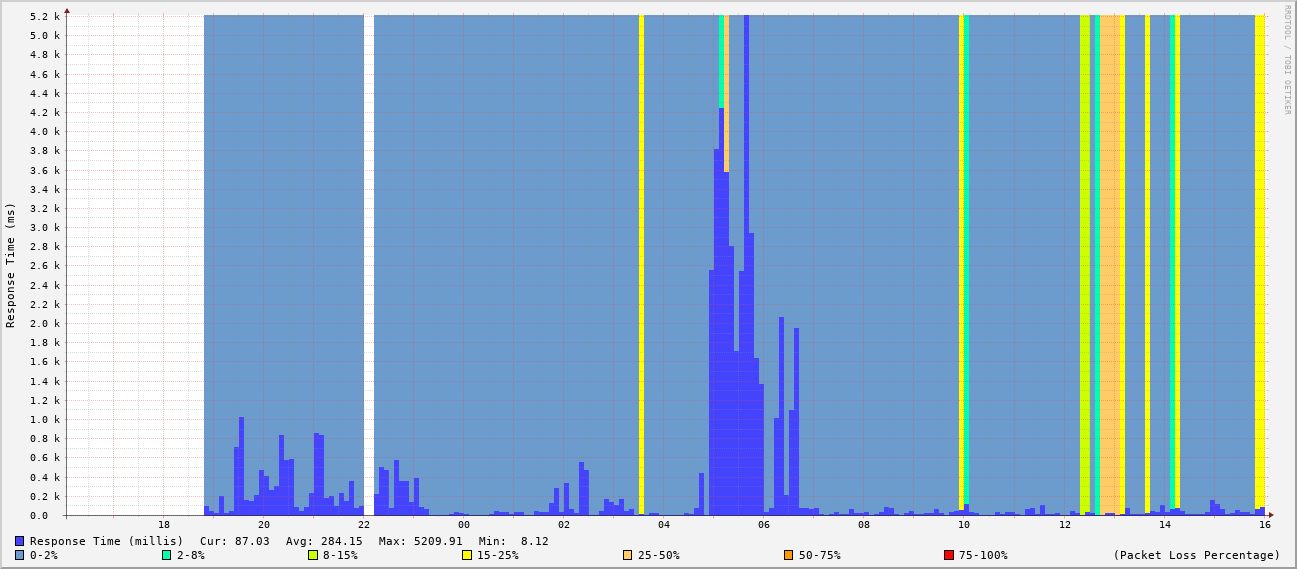 RRDTOOL / TOBI OETIKER
Response Time (ms)
5.2 k
5.0 k
4.8 k
4.6 k
4.4 k
4.2 k
4.0 k
3.8 k
3.6 k
3.4 k
3.2 k
3.0 k
2.8 k
2.6 k
2.4 k
2.2 k
2.0 k
1.8 k
1.6 k
1.4 k
1.2 k
1.0 k
0.8 k
0.6 k
0.4 k
0.2 k
0.0
18 20 22 00 02 04 06 08 10 12 14 16
Response Time (millis) Cur: 87.03 Avg: 284.15 Max: 5209.91 Min: 8.12
0-2% 2-8% 8-15% 15-25% 25-50% 50-75% 75-100% (Packet Loss Percentage)